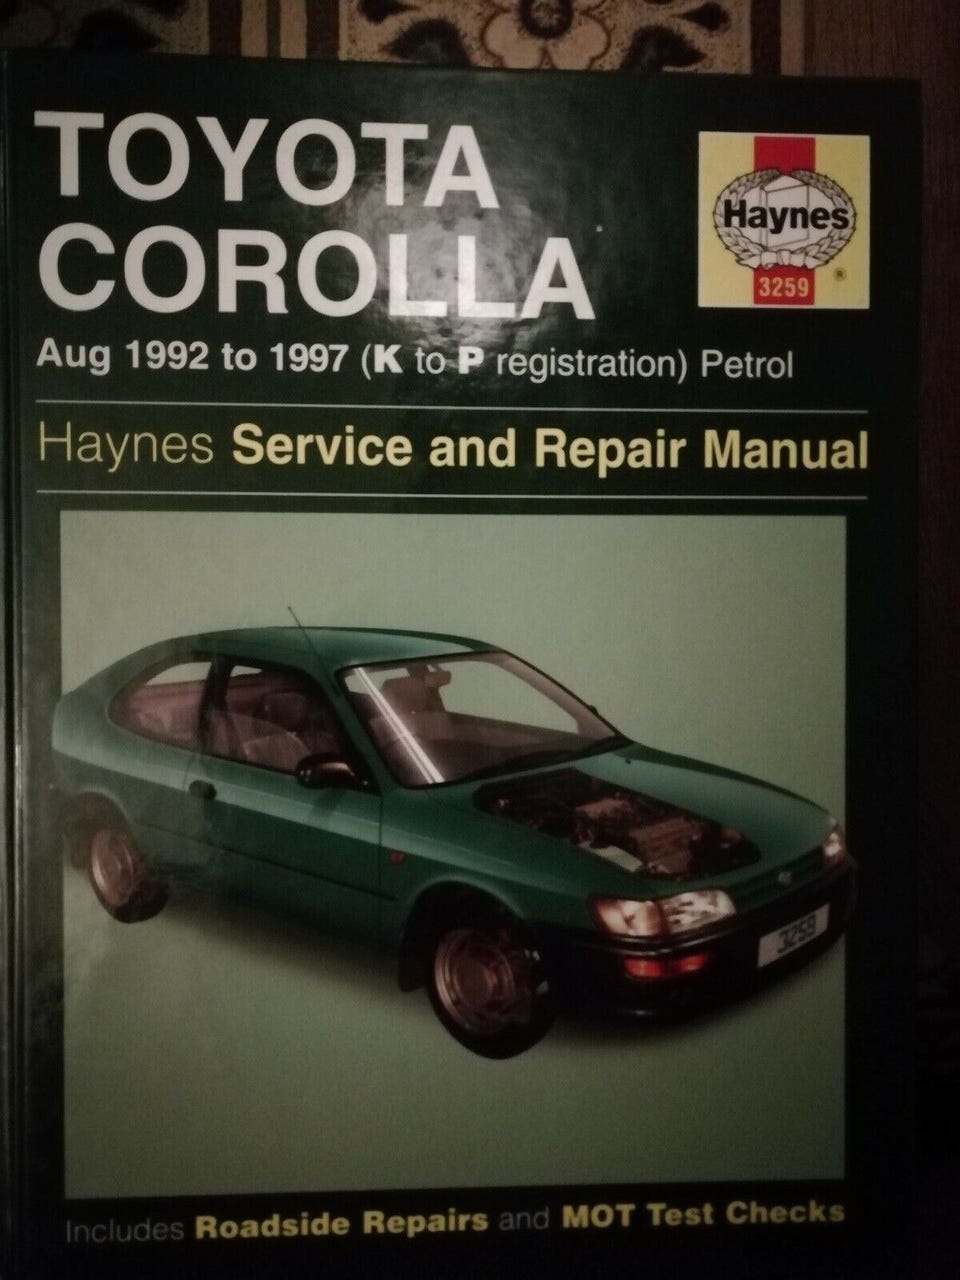 TOYOTA
COROLLA
Haynes
®
3259
Aug 1992 to 1997 (K to P registration) Petrol
Haynes Service and Repair Manual
3259
Includes Roadside Repairs and MOT Test Checks